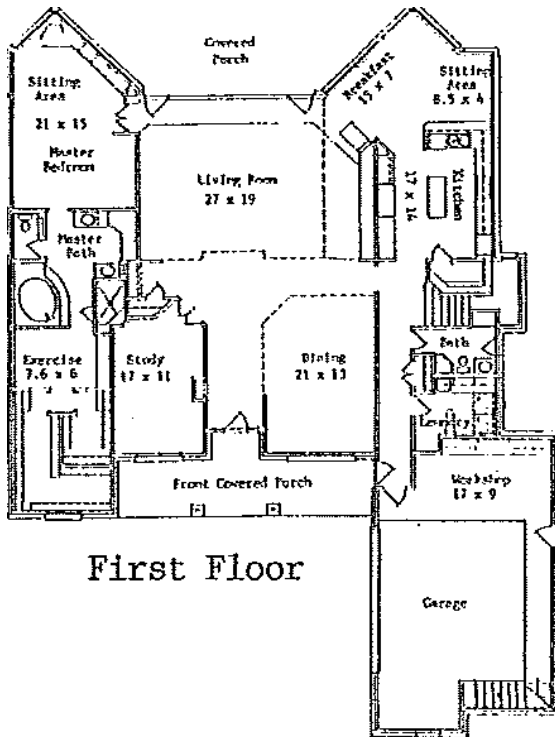 Covered
Porch
Sitting
Area
21 x 15
Master
Bedroom
Breakfast
15 x 7
Sitting
Area
8.5 x 4
Living Room
27 x 19
Kitchen
17 x 14
Master
Bath
Exercise
7.6 x 6
Study
17 x 11
Dining
21 x 13
Bath
Laundry
Front Covered Porch
Workshop
17 x 9
First Floor
Garage